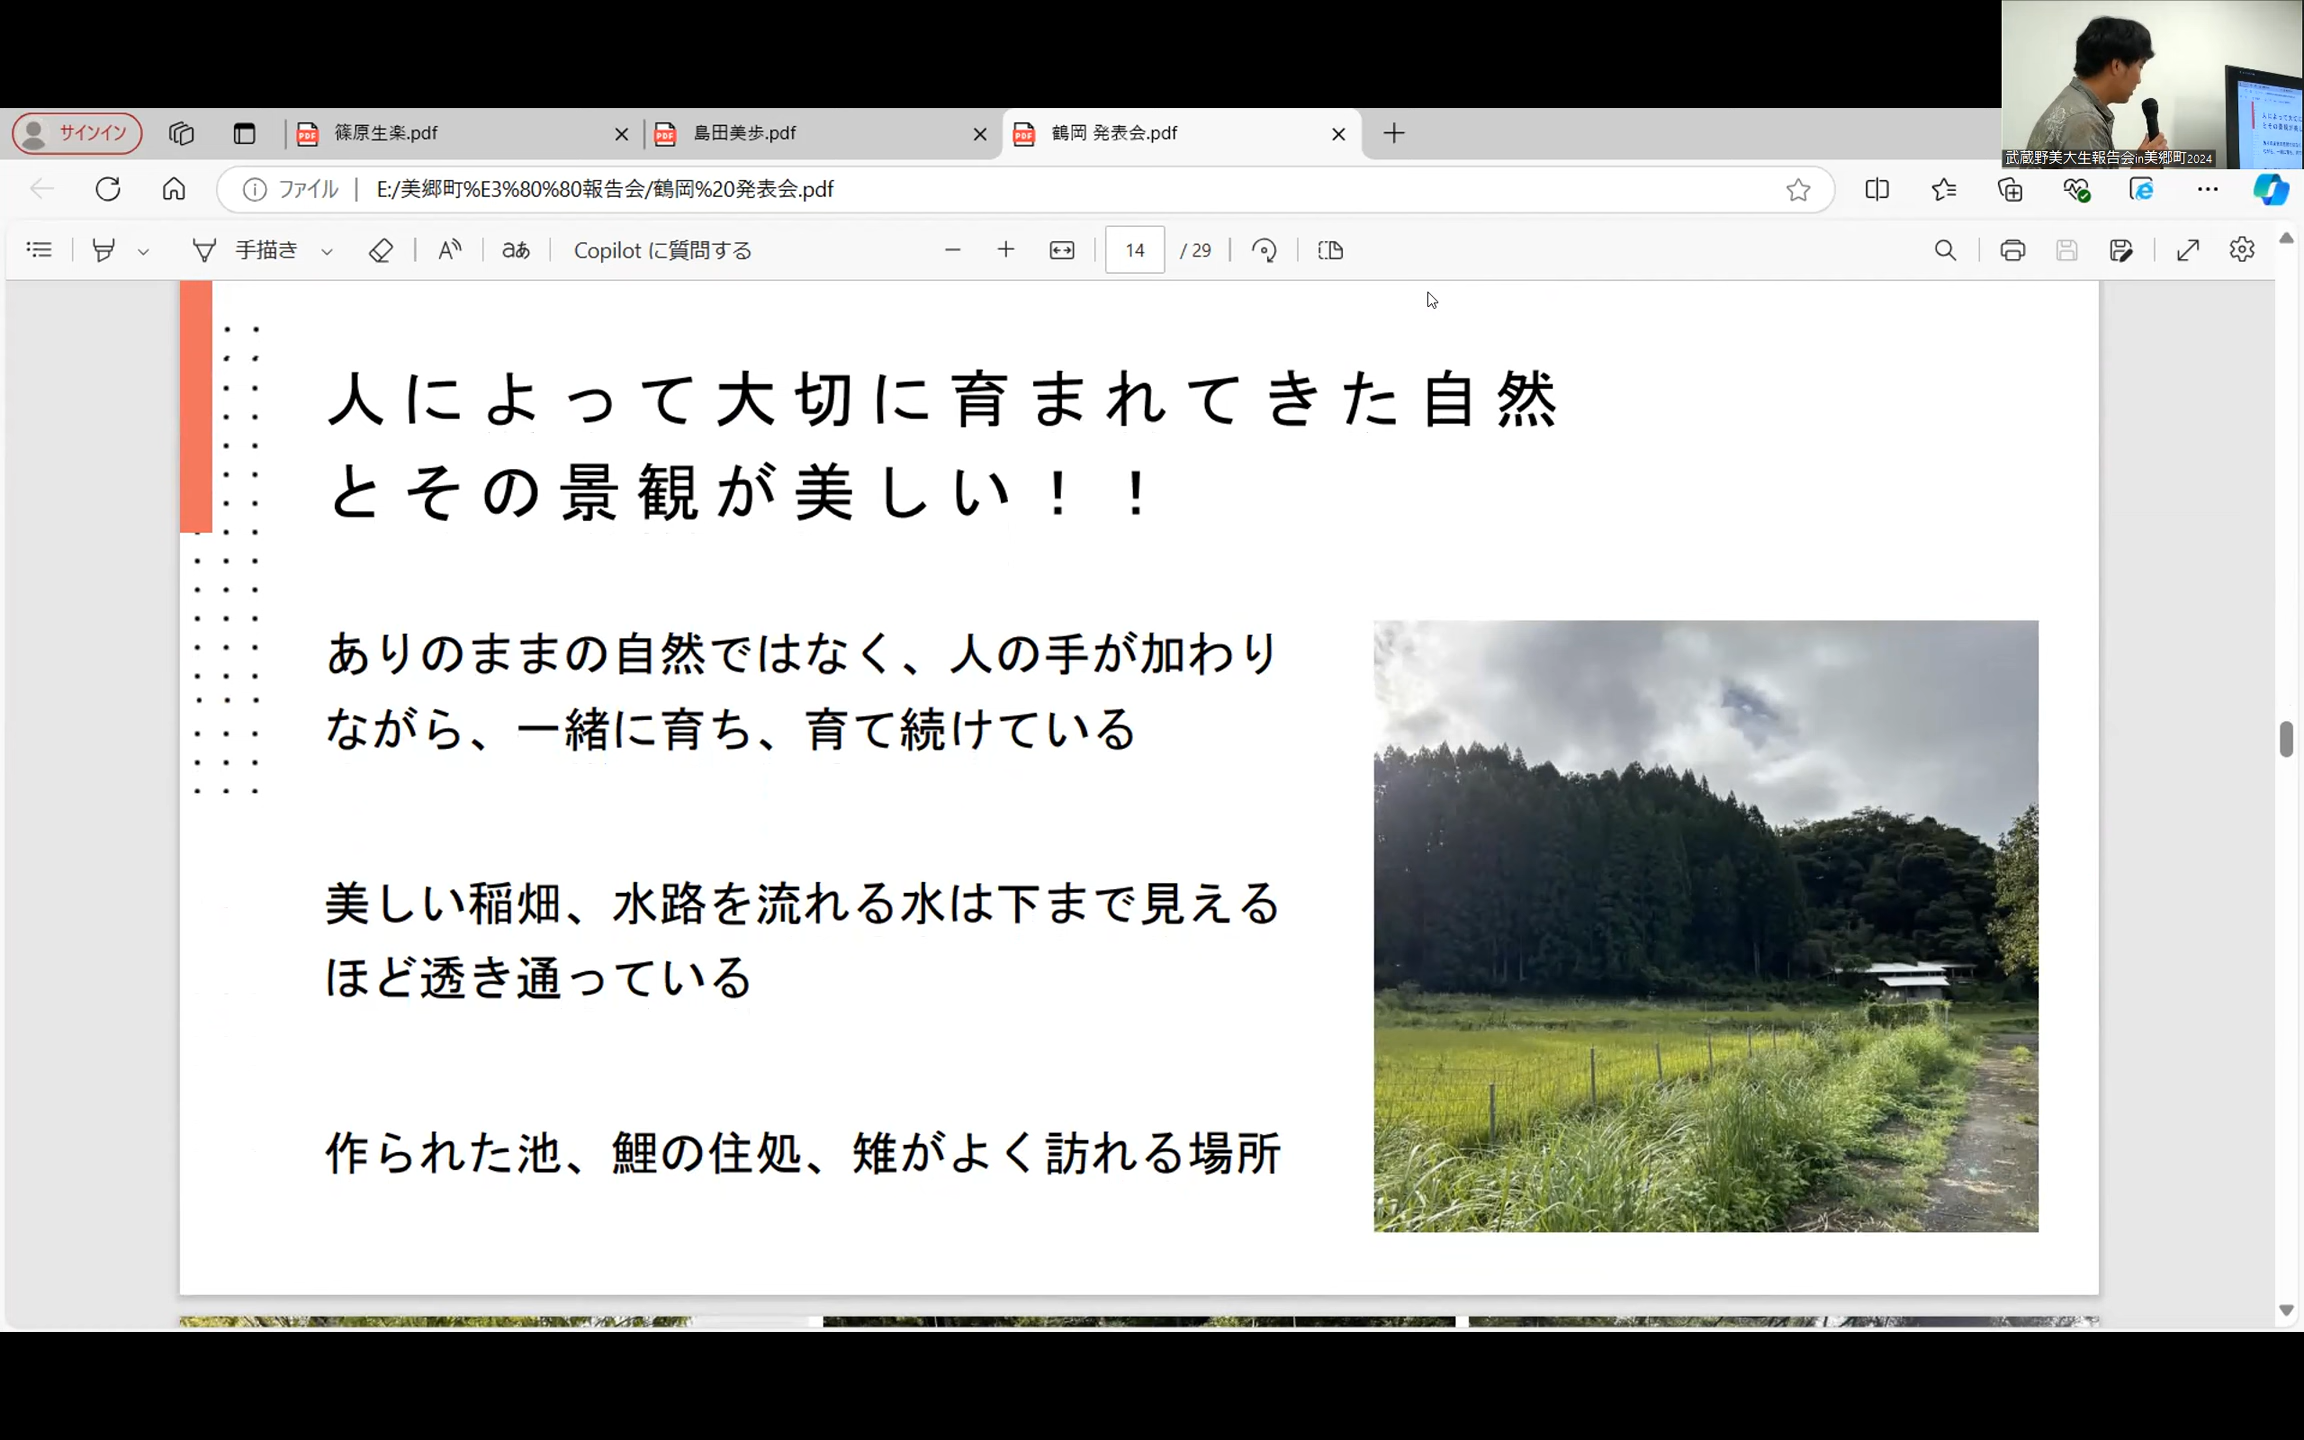 サインイン
篠原生楽.pdf
島田美歩.pdf
鶴岡 発表会.pdf
武蔵野美大生報告会in美郷町2024
ファイル
E:/美郷町%E3%80%80報告会/鶴岡%20発表会.pdf
手描き
A
aあ
Copilot に質問する
14
/ 29
人によって大切に育まれてきた自然
とその景観が美しい！！
ありのままの自然ではなく、人の手が加わり
ながら、一緒に育ち、育て続けている
美しい稲畑、水路を流れる水は下まで見える
ほど透き通っている
作られた池、鯉の住処、雉がよく訪れる場所